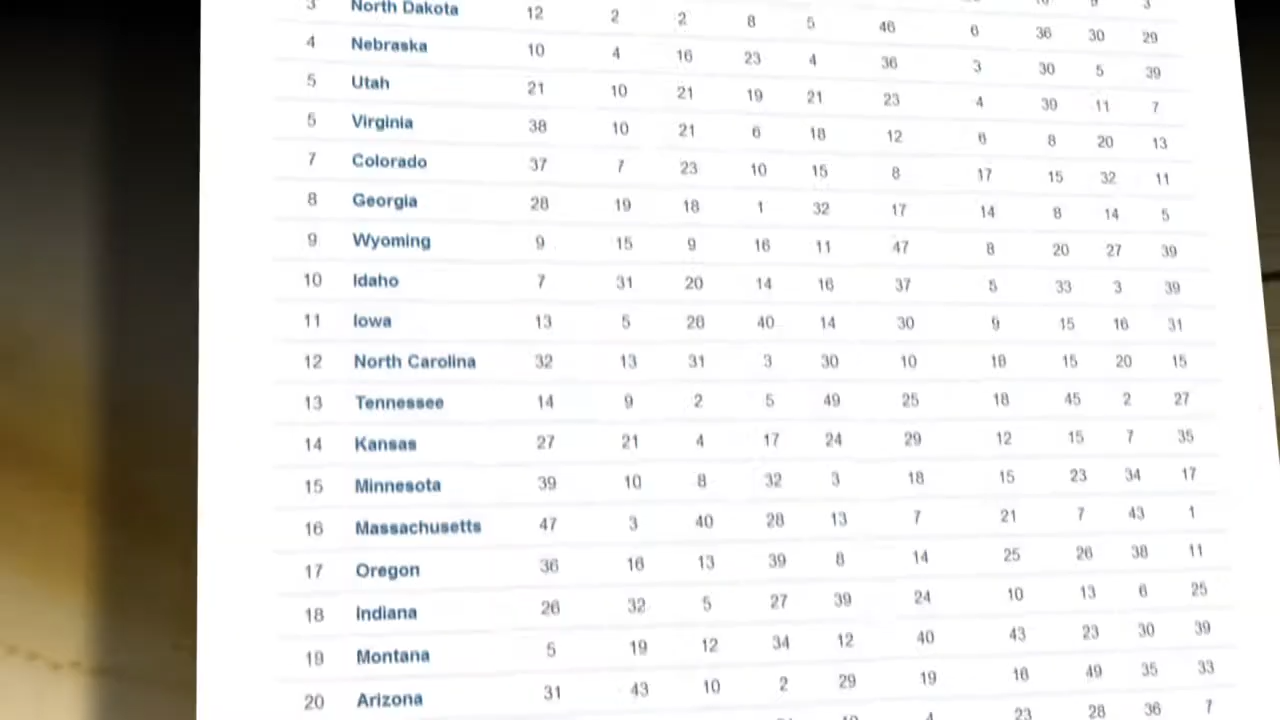 3 North Dakota 12 2 2 8 5 46 6 36 30 29
4 Nebraska 10 4 16 23 4 36 3 30 5 39
5 Utah 21 10 21 19 21 23 4 39 11 7
5 Virginia 38 10 21 6 18 12 6 8 20 13
7 Colorado 37 7 23 10 15 8 17 15 32 11
8 Georgia 28 19 18 1 32 17 14 8 14 5
9 Wyoming 9 15 9 16 11 47 8 20 27 39
10 Idaho 7 31 20 14 16 37 5 33 3 39
11 Iowa 13 5 28 40 14 30 9 15 16 31
12 North Carolina 32 13 31 3 30 10 18 15 20 15
13 Tennessee 14 9 2 5 49 25 18 45 2 27
14 Kansas 27 21 4 17 24 29 12 15 7 35
15 Minnesota 39 10 8 32 3 18 15 23 34 17
16 Massachusetts 47 3 40 28 13 7 21 7 43 1
17 Oregon 36 16 13 39 8 14 25 26 38 11
18 Indiana 26 32 5 27 39 24 10 13 6 25
19 Montana 5 19 12 34 12 40 43 23 30 39
20 Arizona 31 43 10 2 29 19 16 49 35 33
23 28 36 7